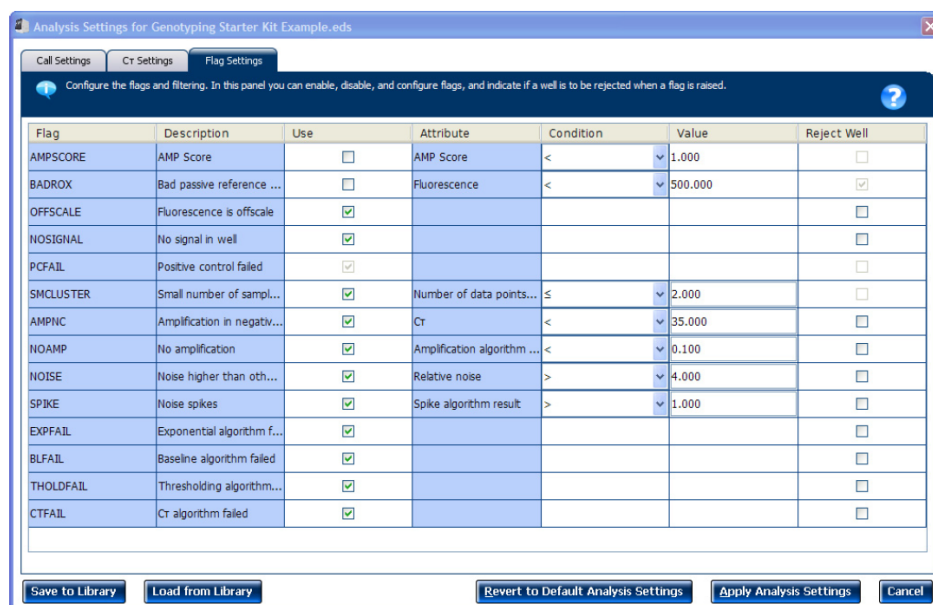 Analysis Settings for Genotyping Starter Kit Example.eds
Call Settings CT Settings Flag Settings
Configure the flags and filtering. In this panel you can enable, disable, and configure flags, and indicate if a well is to be rejected when a flag is raised.
?
Flag Description Use Attribute Condition Value Reject Well
AMPSCORE AMP Score AMP Score < 1.000
BADROX Bad passive reference ... Fluorescence < 500.000
OFFSCALE Fluorescence is offscale
NOSIGNAL No signal in well
PCFAIL Positive control failed
SMCLUSTER Small number of sampl... Number of data points... ≤ 2.000
AMPNC Amplification in negativ... CT < 35.000
NOAMP No amplification Amplification algorithm ... < 0.100
NOISE Noise higher than oth... Relative noise > 4.000
SPIKE Noise spikes Spike algorithm result > 1.000
EXPFAIL Exponential algorithm f...
BLFAIL Baseline algorithm failed
THOLDFAIL Thresholding algorithm...
CTFAIL CT algorithm failed
Save to Library Load from Library Revert to Default Analysis Settings Apply Analysis Settings Cancel